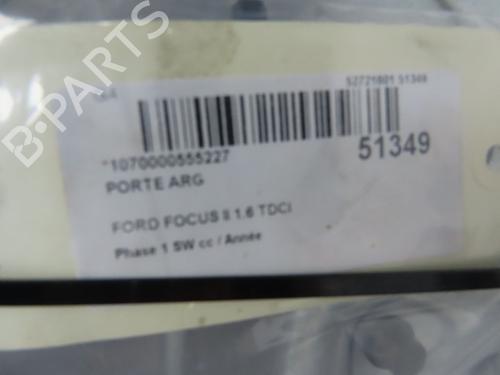 52721801 51349
*1070000555227
51349
PORTE ARG
FORD FOCUS II 1.6 TDCI
Phase 1 SW cc / Année
B-PARTS